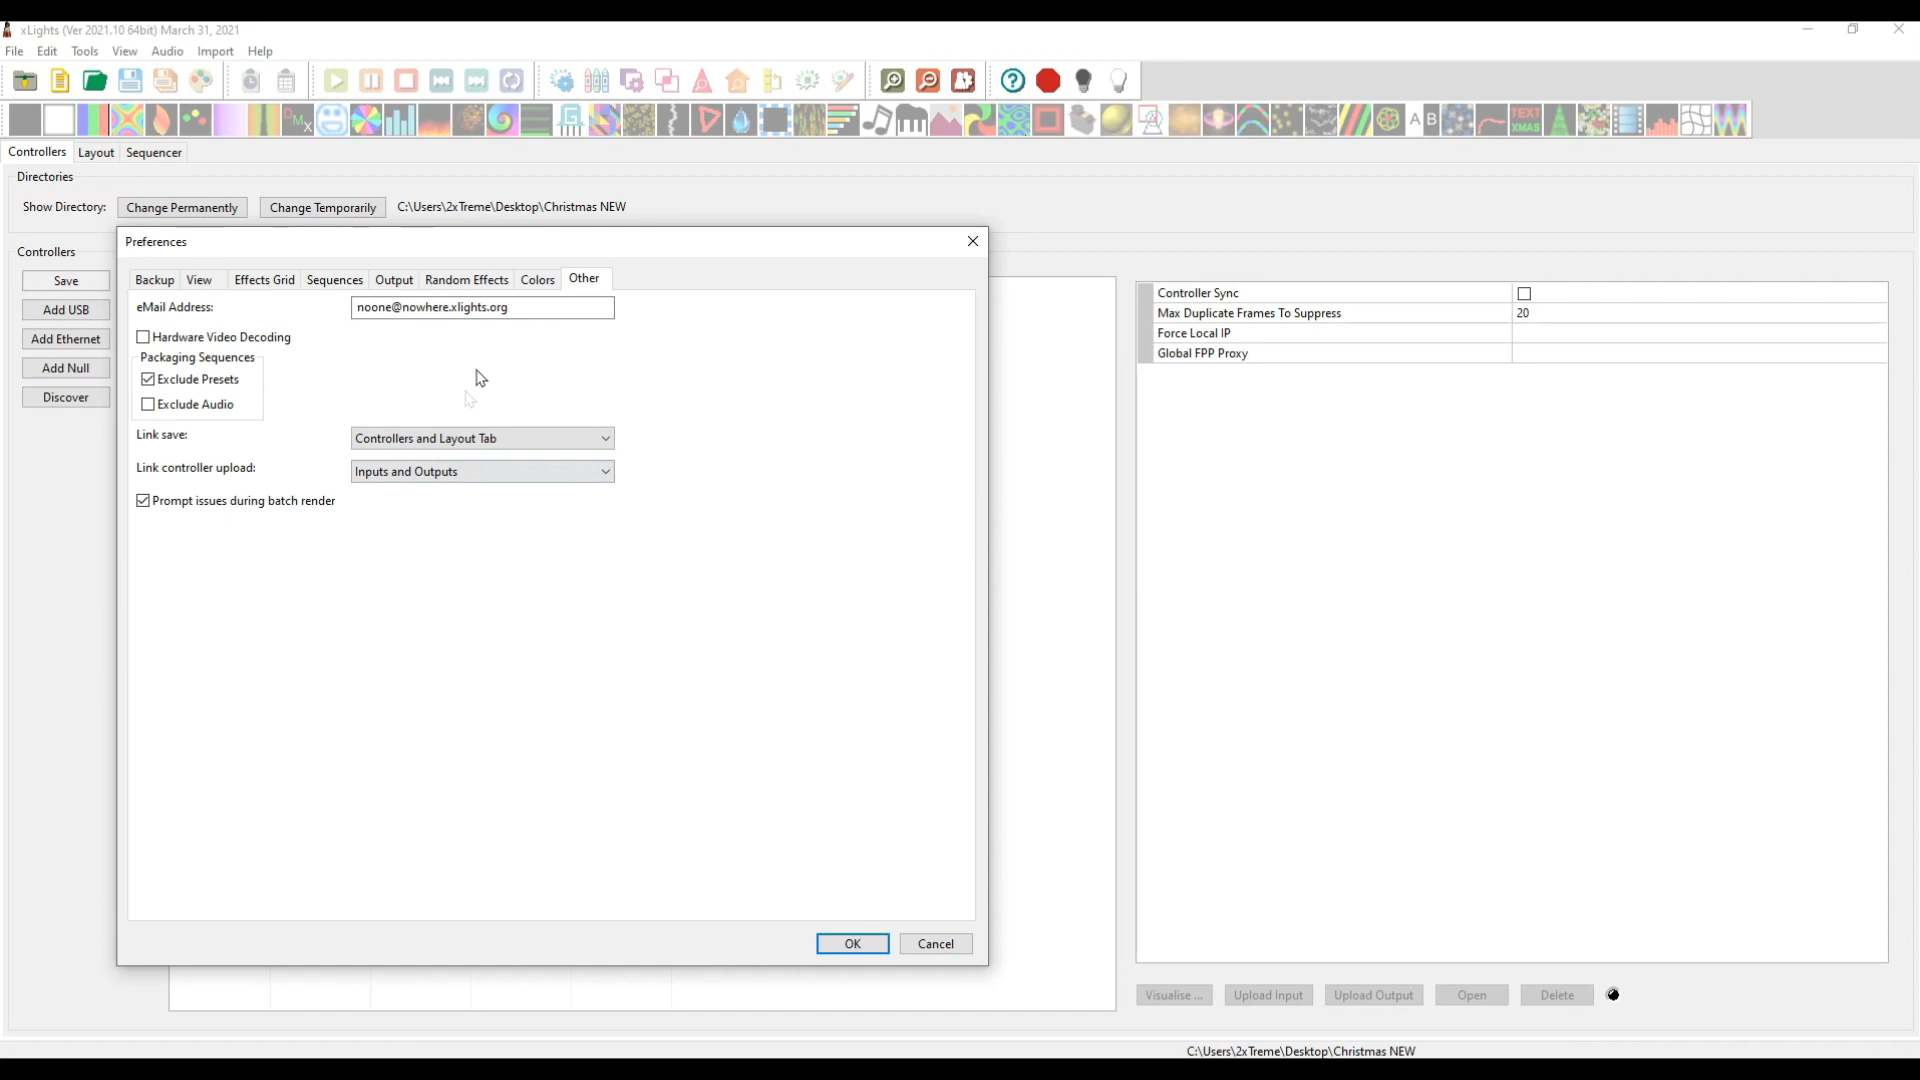 xLights (Ver 2021.10 64bit) March 31, 2021
File Edit Tools View Audio Import Help
DMX
A B
TEXT
XMAS
Controllers Layout Sequencer
Directories
Show Directory: Change Permanently Change Temporarily C:\Users\2xTreme\Desktop\Christmas NEW
Controllers
Save
Add USB
Add Ethernet
Add Null
Discover
Preferences
Backup View Effects Grid Sequences Output Random Effects Colors Other
eMail Address: noone@nowhere.xlights.org
Hardware Video Decoding
Packaging Sequences
Exclude Presets
Exclude Audio
Link save: Controllers and Layout Tab
Link controller upload: Inputs and Outputs
Prompt issues during batch render
OK Cancel
Controller Sync
Max Duplicate Frames To Suppress 20
Force Local IP
Global FPP Proxy
Visualise ... Upload Input Upload Output Open Delete
C:\Users\2xTreme\Desktop\Christmas NEW